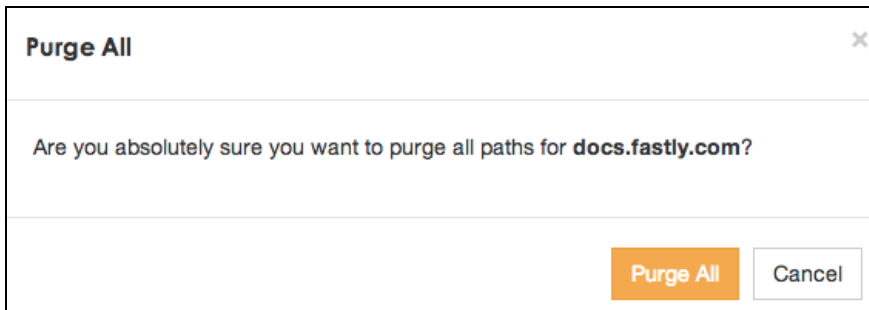 Purge All
×
Are you absolutely sure you want to purge all paths for docs.fastly.com?
Purge All
Cancel